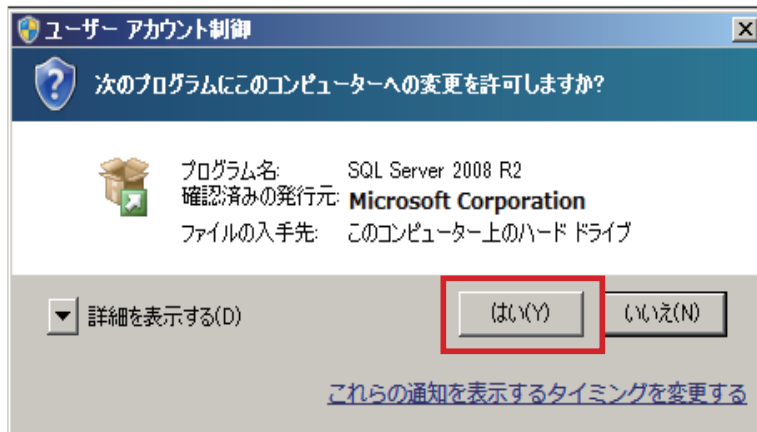 ユーザー アカウント制御
次のプログラムにこのコンピューターへの変更を許可しますか?
プログラム名: SQL Server 2008 R2
確認済みの発行元: Microsoft Corporation
ファイルの入手先: このコンピューター上のハード ドライブ
詳細を表示する(D) はい(Y) いいえ(N)
これらの通知を表示するタイミングを変更する